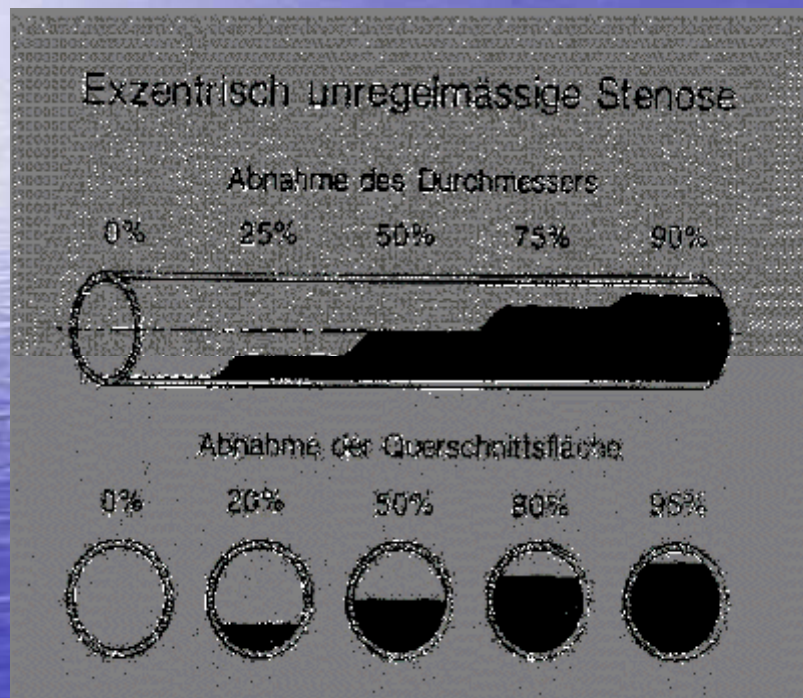 Exzentrisch unregelmässige Stenose
Abnahme des Durchmessers
0% 25% 50% 75% 90%
Abnahme der Querschnittsfläche
0% 20% 50% 80% 95%